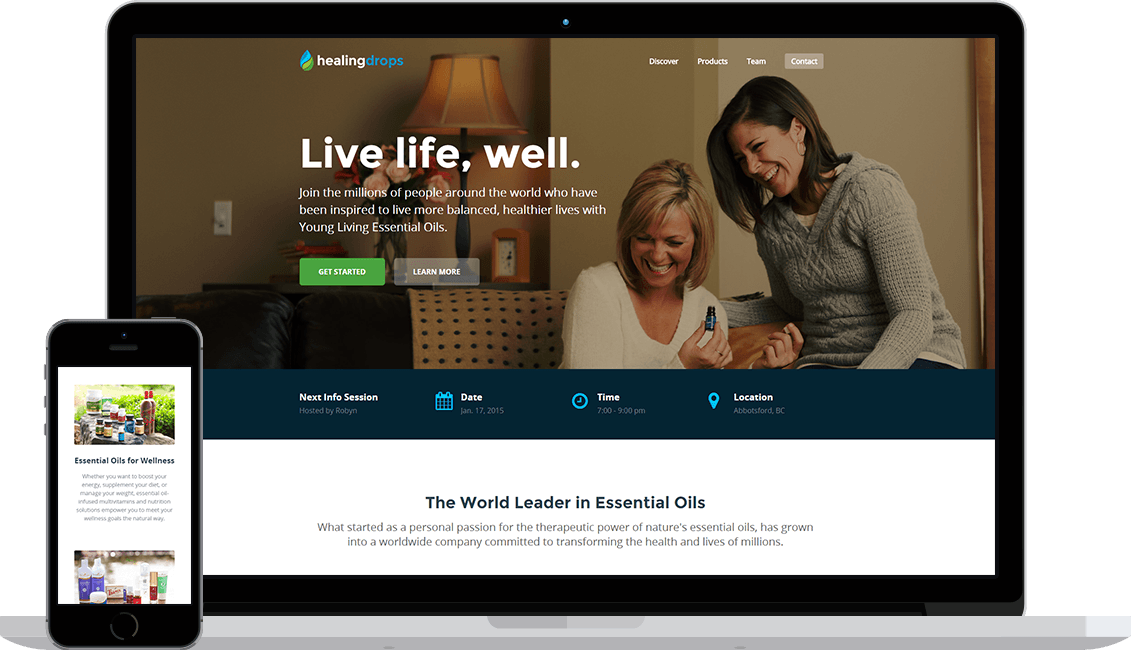 healingdrops
Discover Products Team Contact
Live life, well.
Join the millions of people around the world who have
been inspired to live more balanced, healthier lives with
Young Living Essential Oils.
GET STARTED LEARN MORE
Next Info Session
Hosted by Robyn
Date
Jan. 17, 2015
Time
7:00 - 9:00 pm
Location
Abbotsford, BC
The World Leader in Essential Oils
What started as a personal passion for the therapeutic power of nature's essential oils, has grown
into a worldwide company committed to transforming the health and lives of millions.
Essential Oils for Wellness
Whether you want to boost your
energy, supplement your diet, or
manage your weight, essential oil-
infused multivitamins and nutrition
solutions empower you to meet your
wellness goals the natural way.